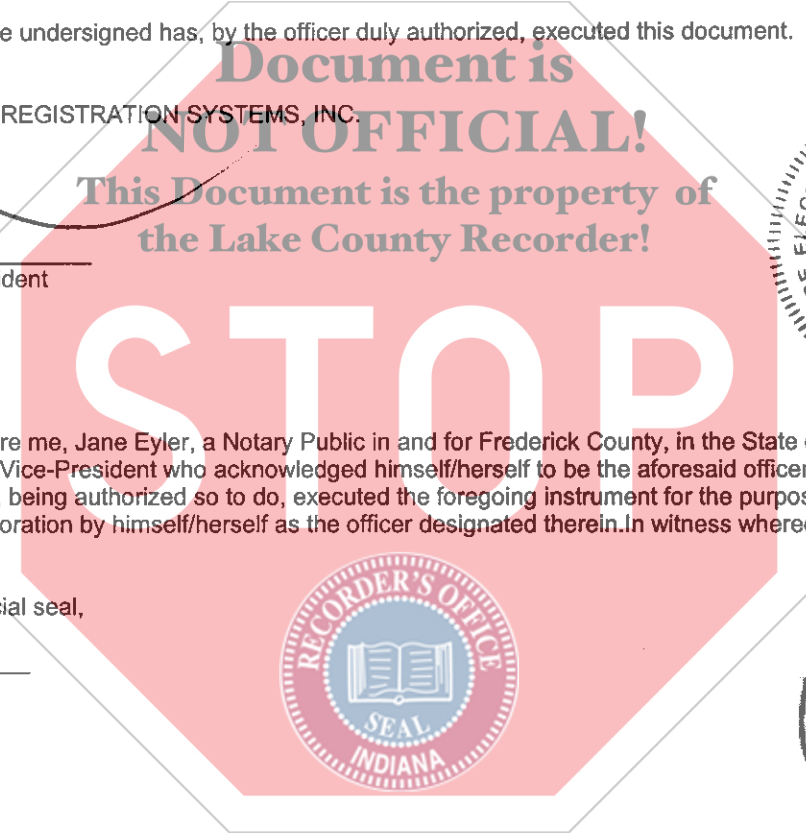 e undersigned has, by the officer duly authorized, executed this document.
Document is
REGISTRATION SYSTEMS, INC.
NOT OFFICIAL!
This Document is the property of
the Lake County Recorder!
ident
STOP
re me, Jane Eyler, a Notary Public in and for Frederick County, in the State
Vice-President who acknowledged himself/herself to be the aforesaid officer
, being authorized so to do, executed the foregoing instrument for the purpos
oration by himself/herself as the officer designated therein.In witness where
cial seal,
RECORDER'S OFFICE
SEAL
INDIANA